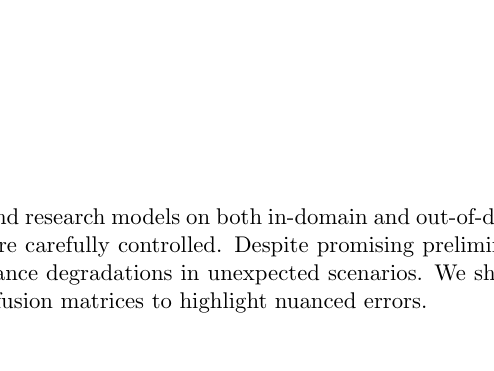 nd research models on both in-domain and out-of-d
re carefully controlled. Despite promising prelimi
ance degradations in unexpected scenarios. We sh
fusion matrices to highlight nuanced errors.